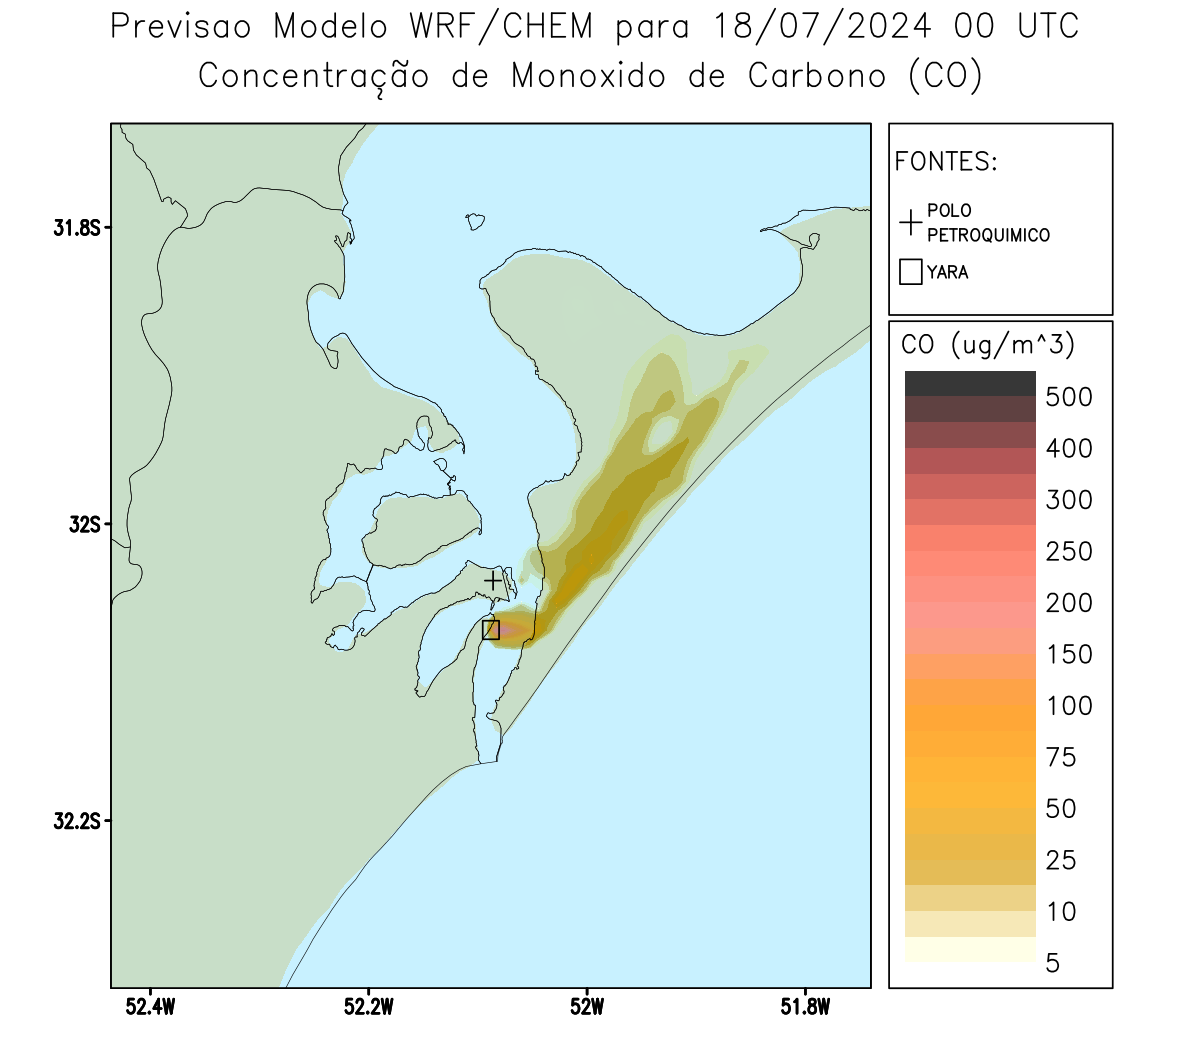 Previsao Modelo WRF/CHEM para 18/07/2024 00 UTC
Concentração de Monoxido de Carbono (CO)
FONTES:
POLO
PETROQUIMICO
YARA
CO (ug/m^3)
500
400
300
250
200
150
100
75
50
25
10
5
31.8S
32S
32.2S
52.4W
52.2W
52W
51.8W